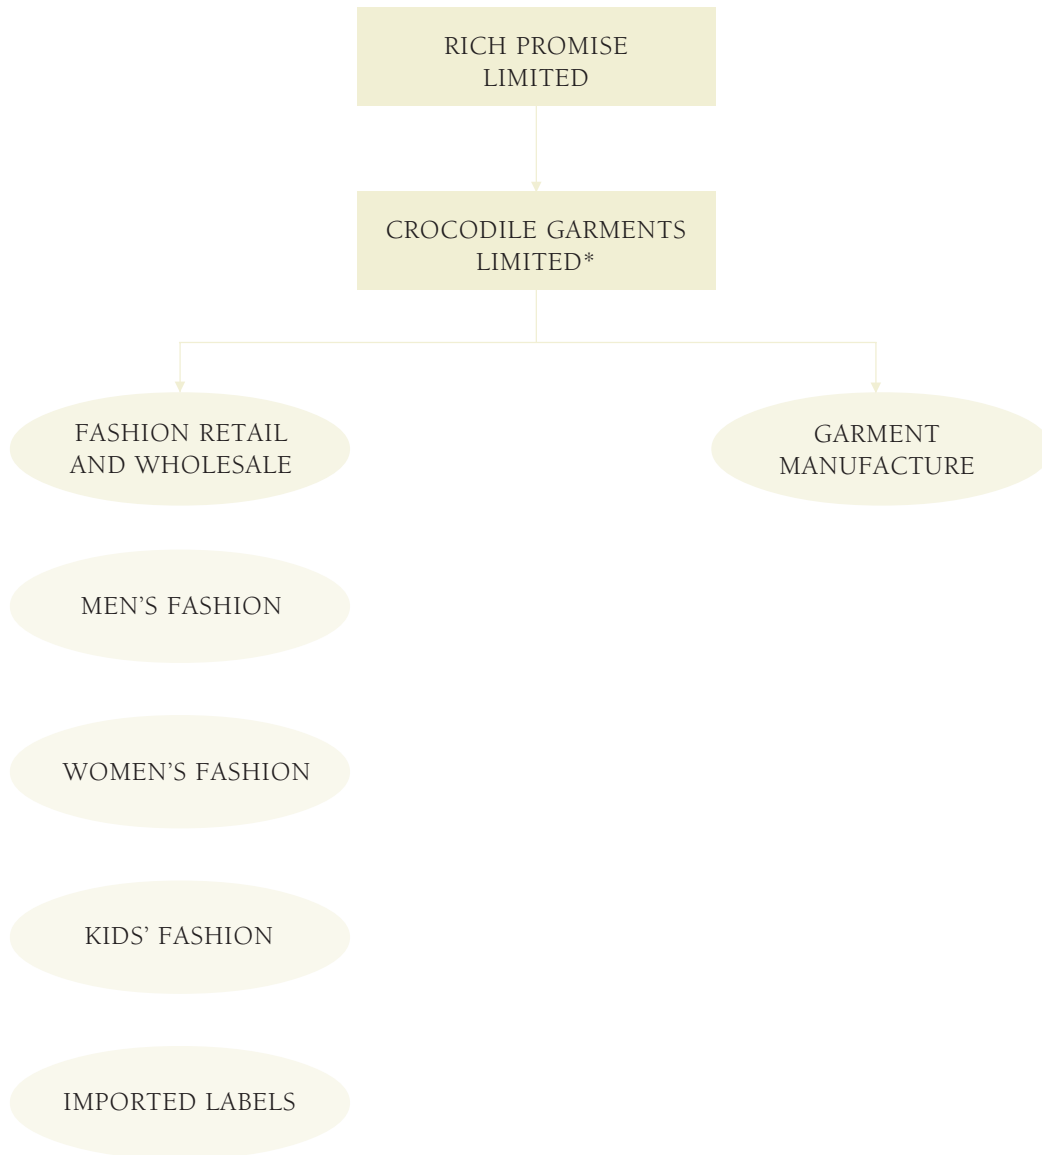 RICH PROMISE
LIMITED
CROCODILE GARMENTS
LIMITED*
FASHION RETAIL
AND WHOLESALE
GARMENT
MANUFACTURE
MEN'S FASHION
WOMEN'S FASHION
KIDS' FASHION
IMPORTED LABELS